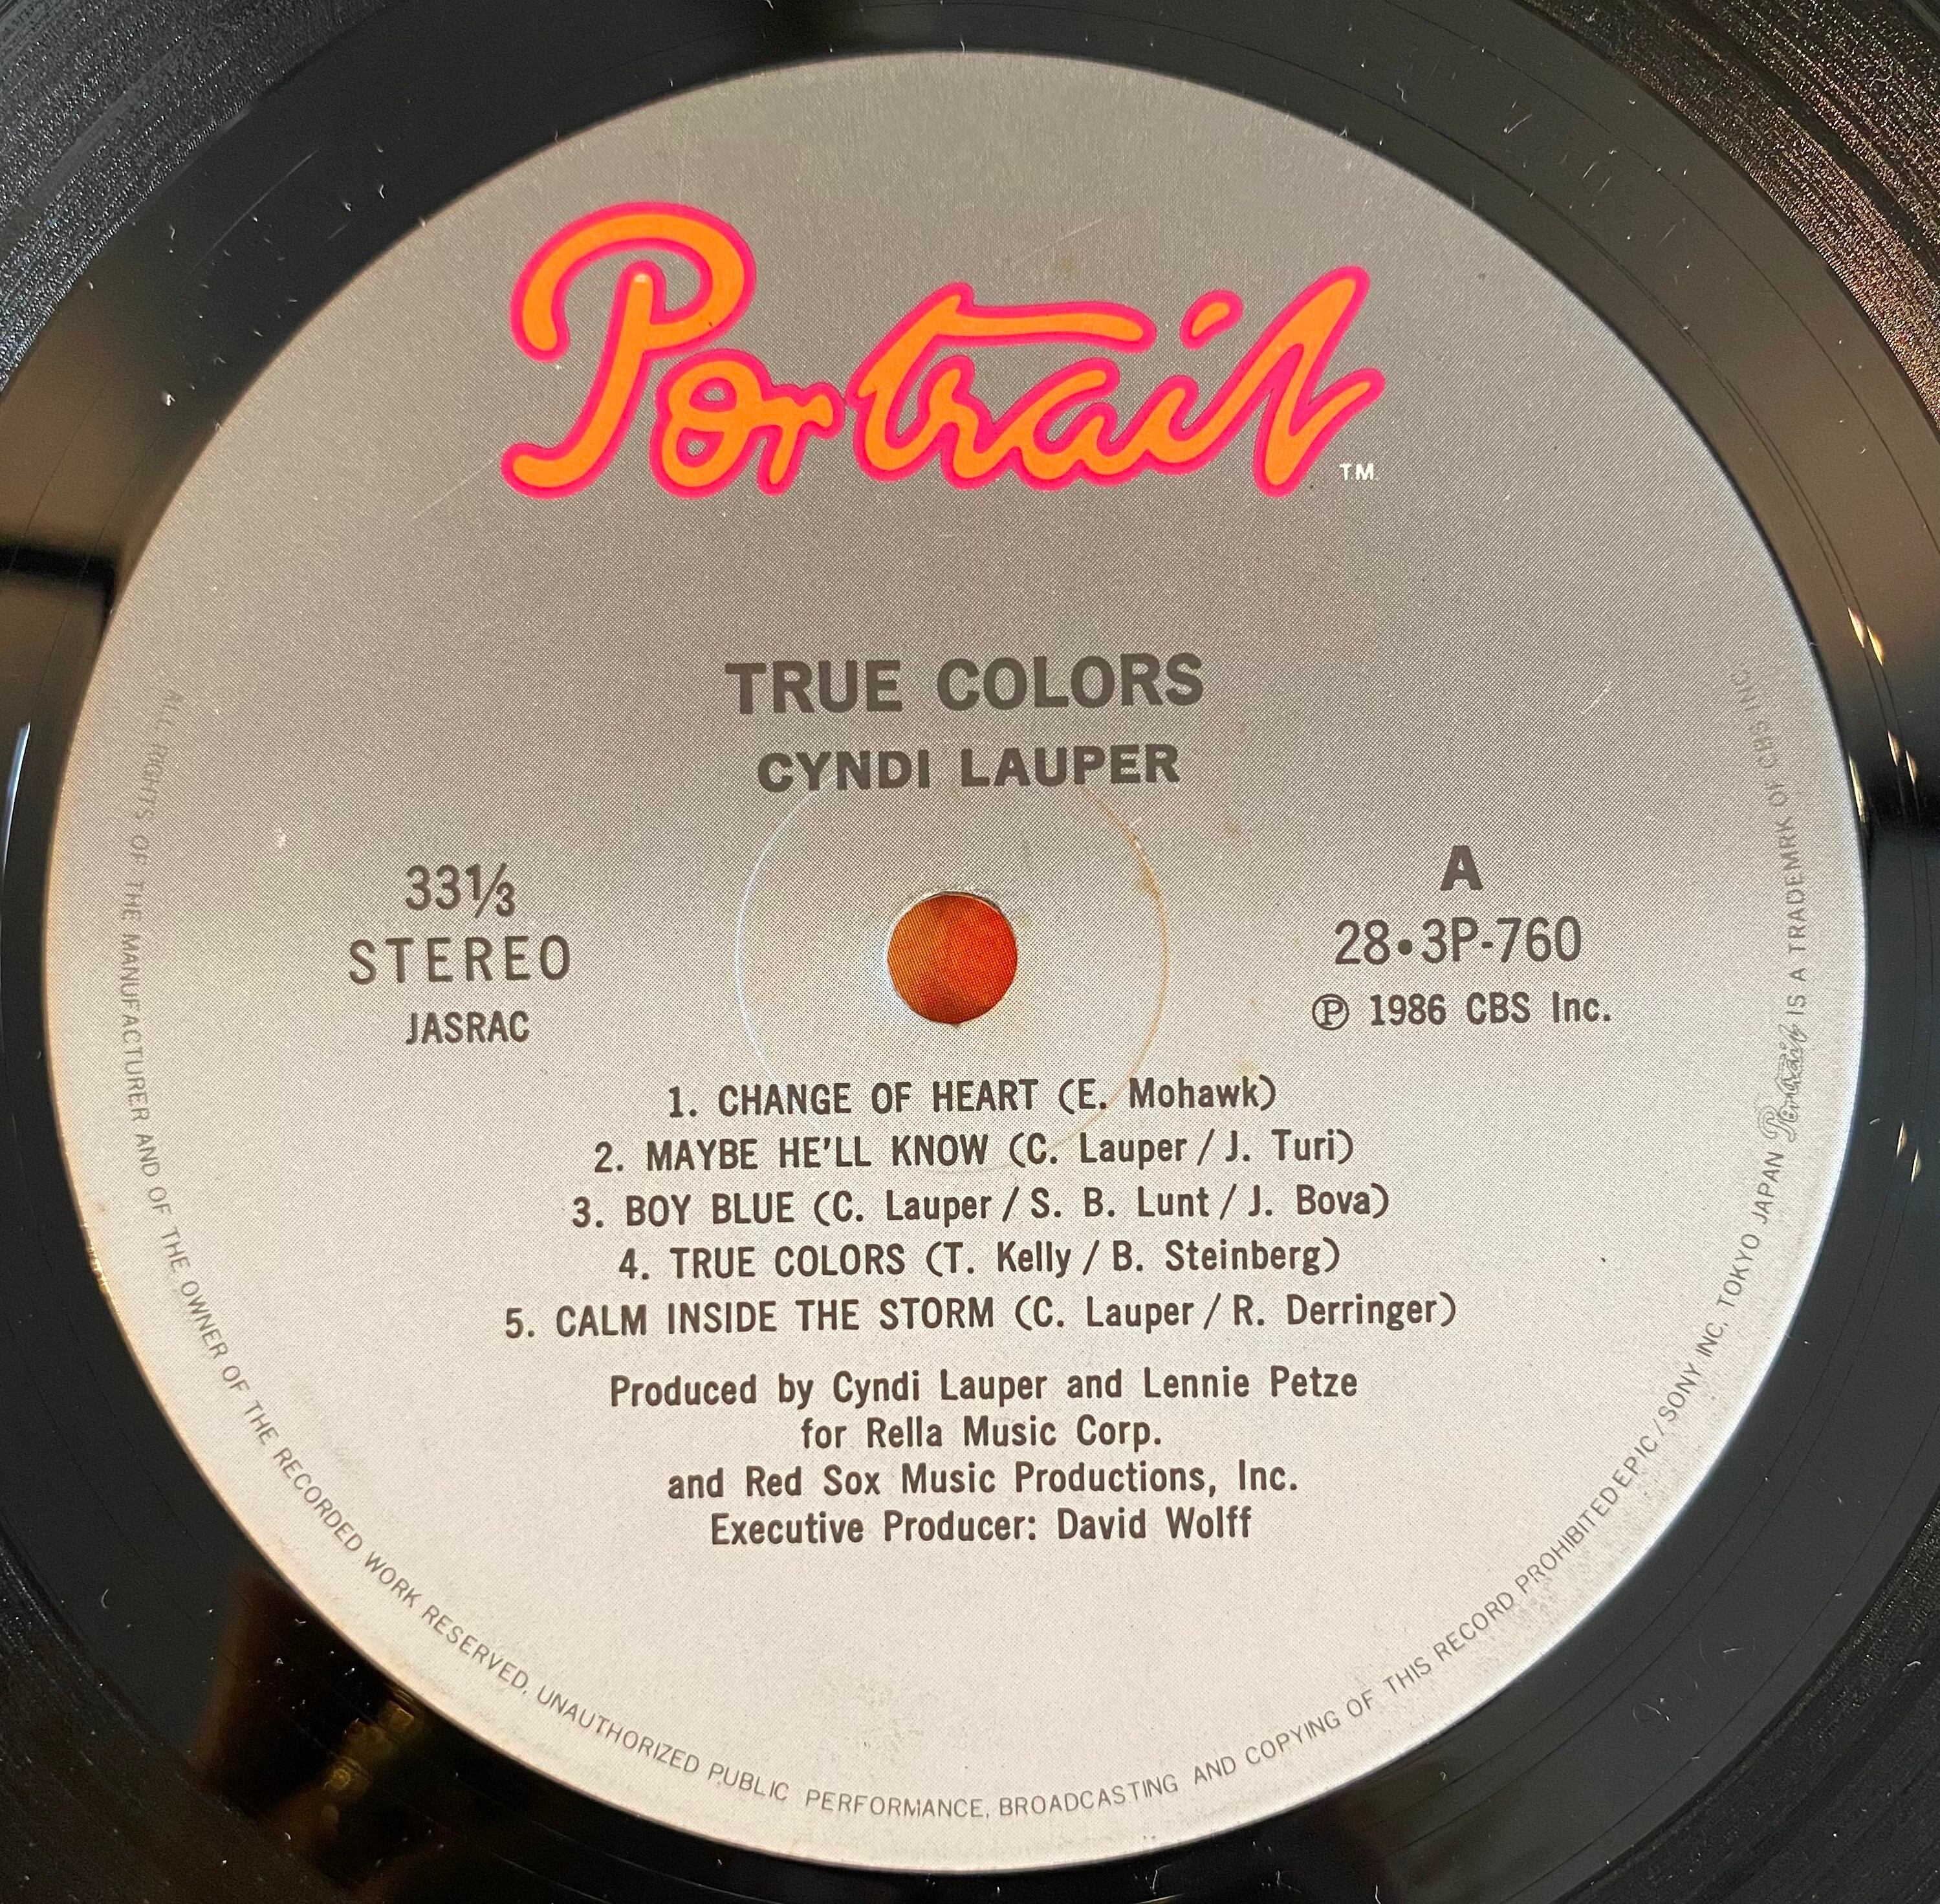 Portrait
T.M.
TRUE COLORS
CYNDI LAUPER
33⅓
STEREO
JASRAC
A
28•3P-760
Ⓟ 1986 CBS Inc.
1. CHANGE OF HEART (E. Mohawk)
2. MAYBE HE'LL KNOW (C. Lauper / J. Turi)
3. BOY BLUE (C. Lauper / S. B. Lunt / J. Bova)
4. TRUE COLORS (T. Kelly / B. Steinberg)
5. CALM INSIDE THE STORM (C. Lauper / R. Derringer)
Produced by Cyndi Lauper and Lennie Petze
for Rella Music Corp.
and Red Sox Music Productions, Inc.
Executive Producer: David Wolff
ALL RIGHTS OF THE MANUFACTURER AND OF THE OWNER OF THE RECORDED WORK RESERVED, UNAUTHORIZED PUBLIC PERFORMANCE, BROADCASTING AND COPYING OF THIS RECORD PROHIBITED EPIC / SONY INC. TOKYO JAPAN Portrait IS A TRADEMRK OF CBS INC.